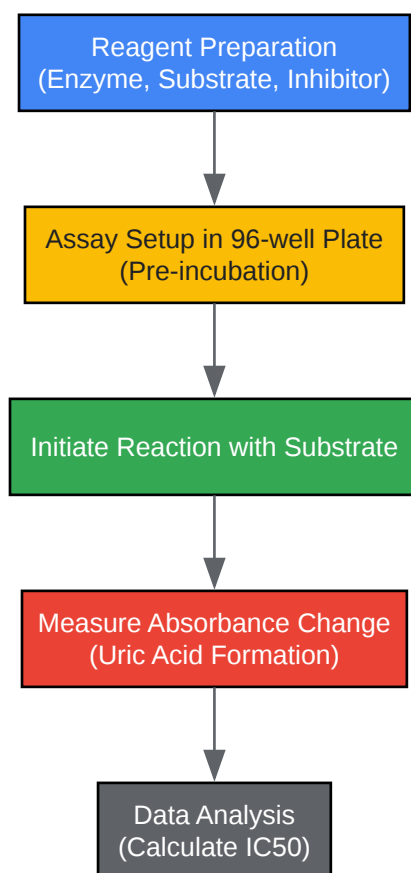 Reagent Preparation
(Enzyme, Substrate, Inhibitor)
Assay Setup in 96-well Plate
(Pre-incubation)
Initiate Reaction with Substrate
Measure Absorbance Change
(Uric Acid Formation)
Data Analysis
(Calculate IC50)